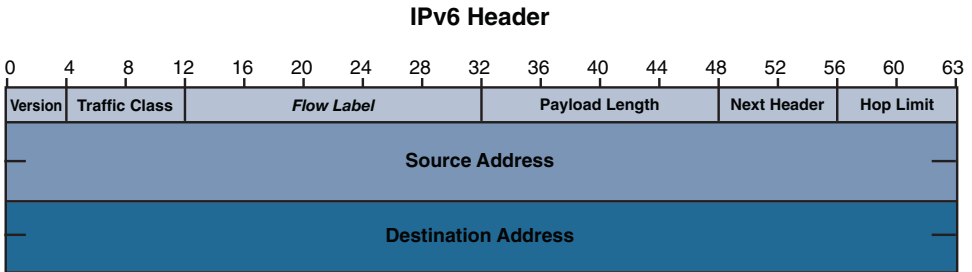 IPv6 Header
0 4 8 12 16 20 24 28 32 36 40 44 48 52 56 60 63
Version Traffic Class Flow Label Payload Length Next Header Hop Limit
Source Address
Destination Address